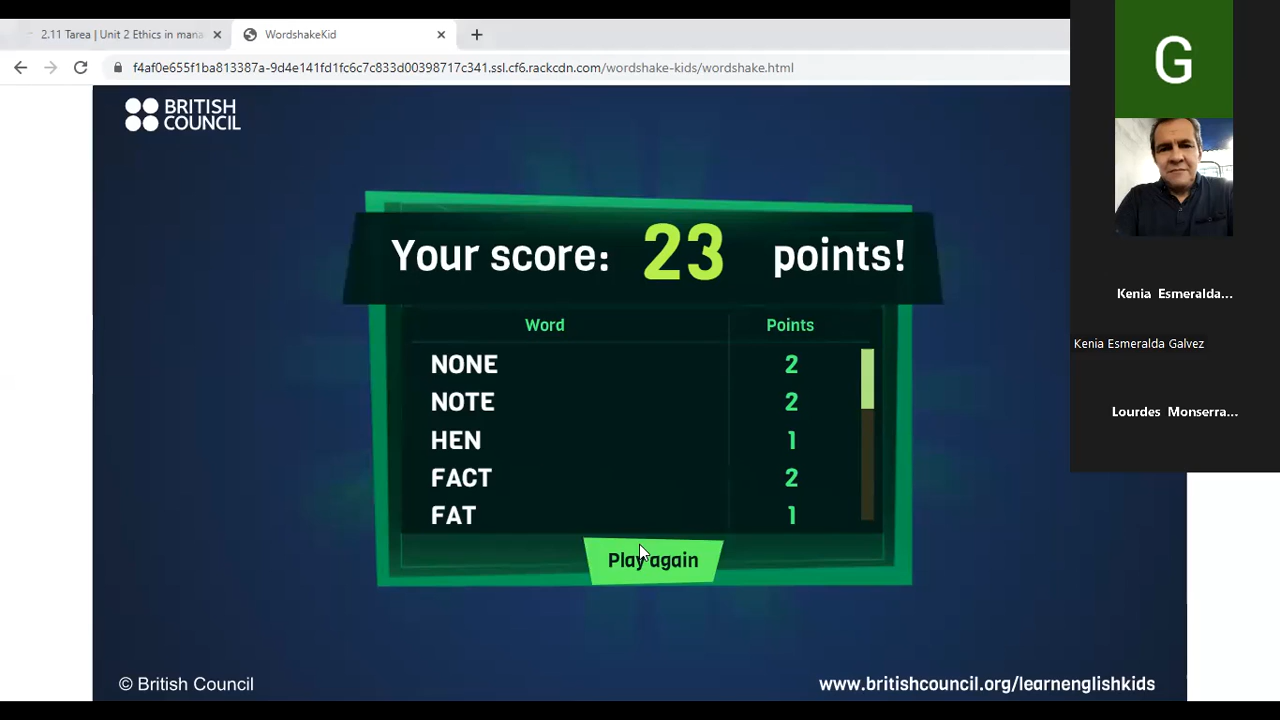 2.11 Tarea | Unit 2 Ethics in mana
WordshakeKid
f4af0e655f1ba813387a-9d4e141fd1fc6c7c833d00398717c341.ssl.cf6.rackcdn.com/wordshake-kids/wordshake.html
BRITISH
COUNCIL
Your score: 23 points!
Word Points
NONE 2
NOTE 2
HEN 1
FACT 2
FAT 1
Play again
© British Council
www.britishcouncil.org/learnenglishkids
G
Kenia Esmeralda...
Kenia Esmeralda Galvez
Lourdes Monserra...